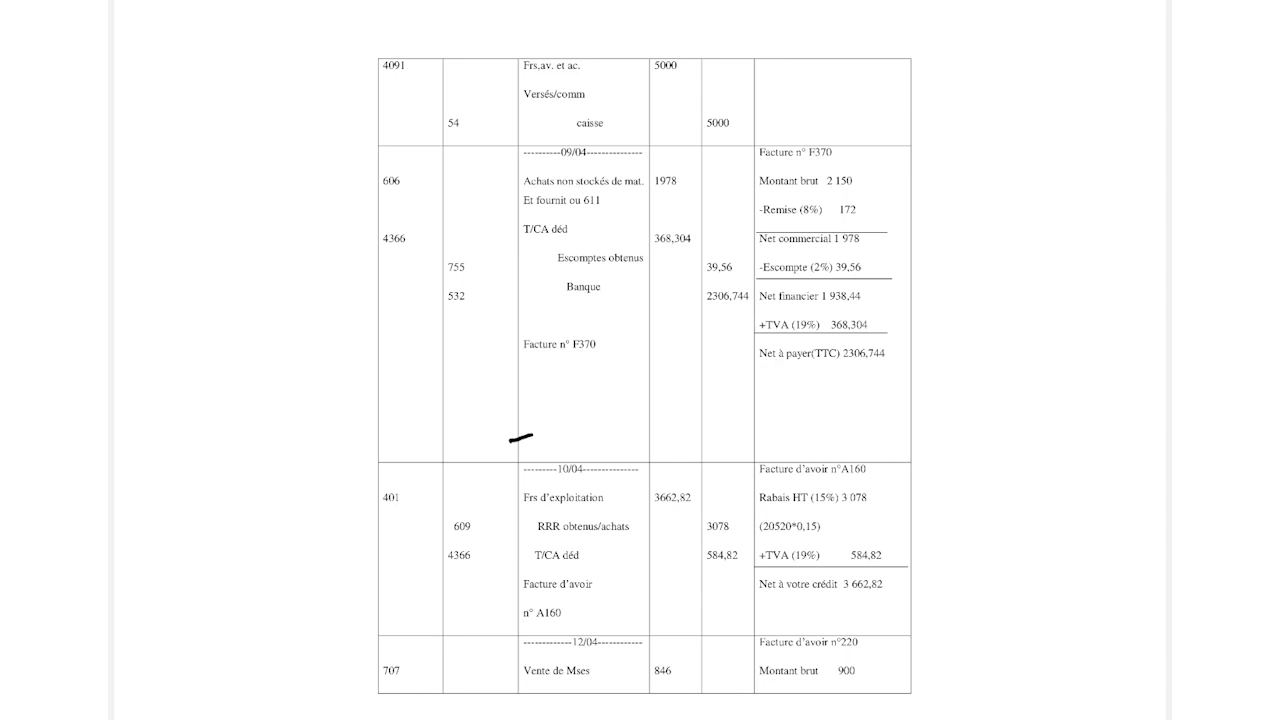 4091 Frs,av. et ac. 5000
Versés/comm
54 caisse 5000
----------09/04--------------- Facture n° F370
606 Achats non stockés de mat. 1978 Montant brut 2 150
Et fournit ou 611
-Remise (8%) 172
T/CA déd
4366 368,304 Net commercial 1 978
Escomptes obtenus
755 39,56 -Escompte (2%) 39,56
Banque
532 2306,744 Net financier 1 938,44
+TVA (19%) 368,304
Facture n° F370
Net à payer(TTC) 2306,744
---------10/04--------------- Facture d’avoir n°A160
401 Frs d’exploitation 3662,82 Rabais HT (15%) 3 078
609 RRR obtenus/achats 3078 (20520*0,15)
4366 T/CA déd 584,82 +TVA (19%) 584,82
Facture d’avoir Net à votre crédit 3 662,82
n° A160
-------------12/04------------ Facture d’avoir n°220
707 Vente de Mses 846 Montant brut 900